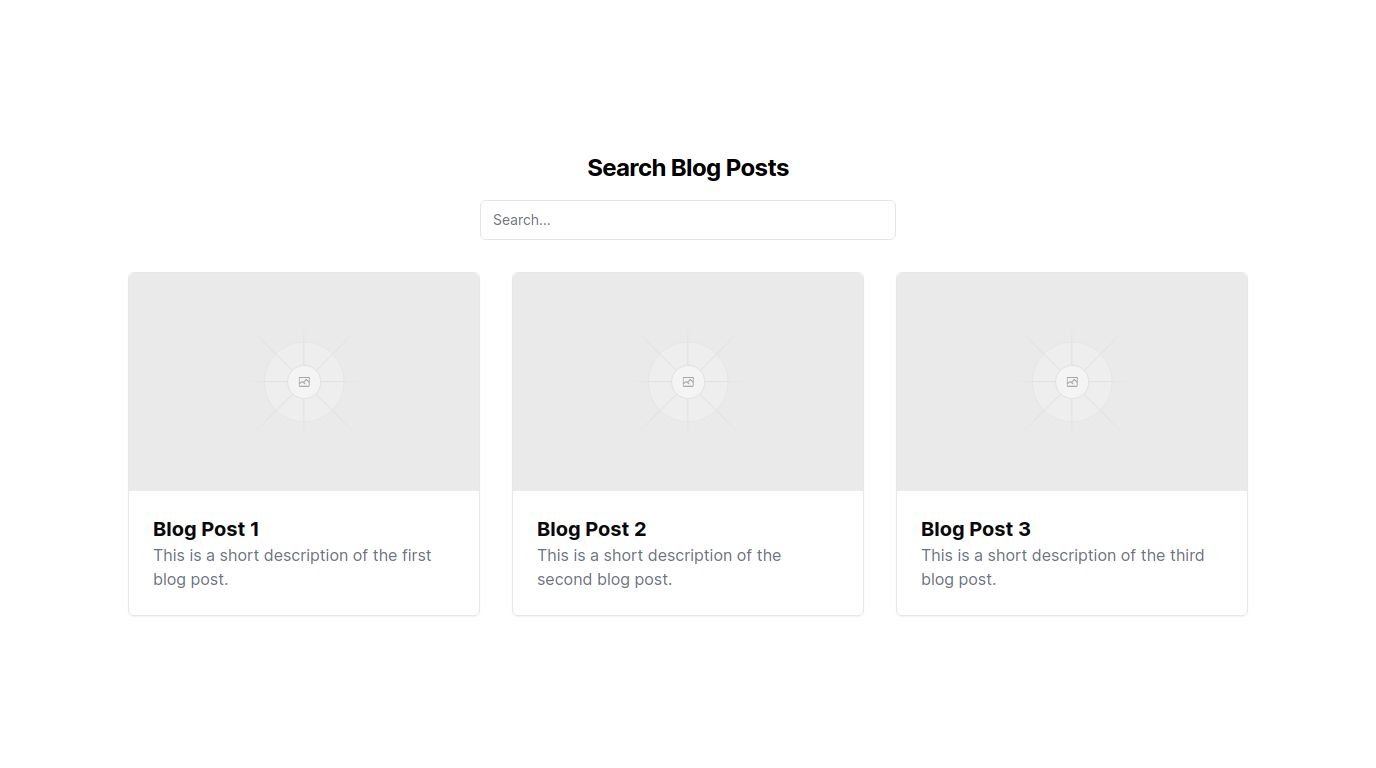 Search Blog Posts
Search...
Blog Post 1
This is a short description of the first
blog post.
Blog Post 2
This is a short description of the
second blog post.
Blog Post 3
This is a short description of the third
blog post.